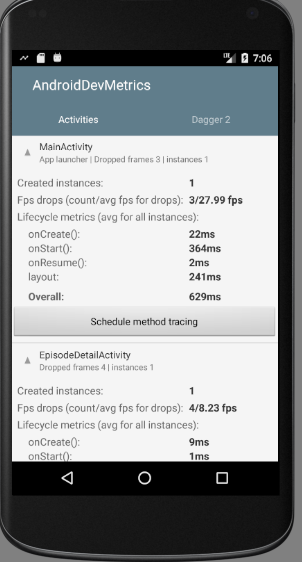 7:06
AndroidDevMetrics
Activities Dagger 2
MainActivity
App launcher | Dropped frames 3 | instances 1
Created instances: 1
Fps drops (count/avg fps for drops): 3/27.99 fps
Lifecycle metrics (avg for all instances):
onCreate(): 22ms
onStart(): 364ms
onResume(): 2ms
layout: 241ms
Overall: 629ms
Schedule method tracing
EpisodeDetailActivity
Dropped frames 4 | instances 1
Created instances: 1
Fps drops (count/avg fps for drops): 4/8.23 fps
Lifecycle metrics (avg for all instances):
onCreate(): 9ms
onStart(): 1ms